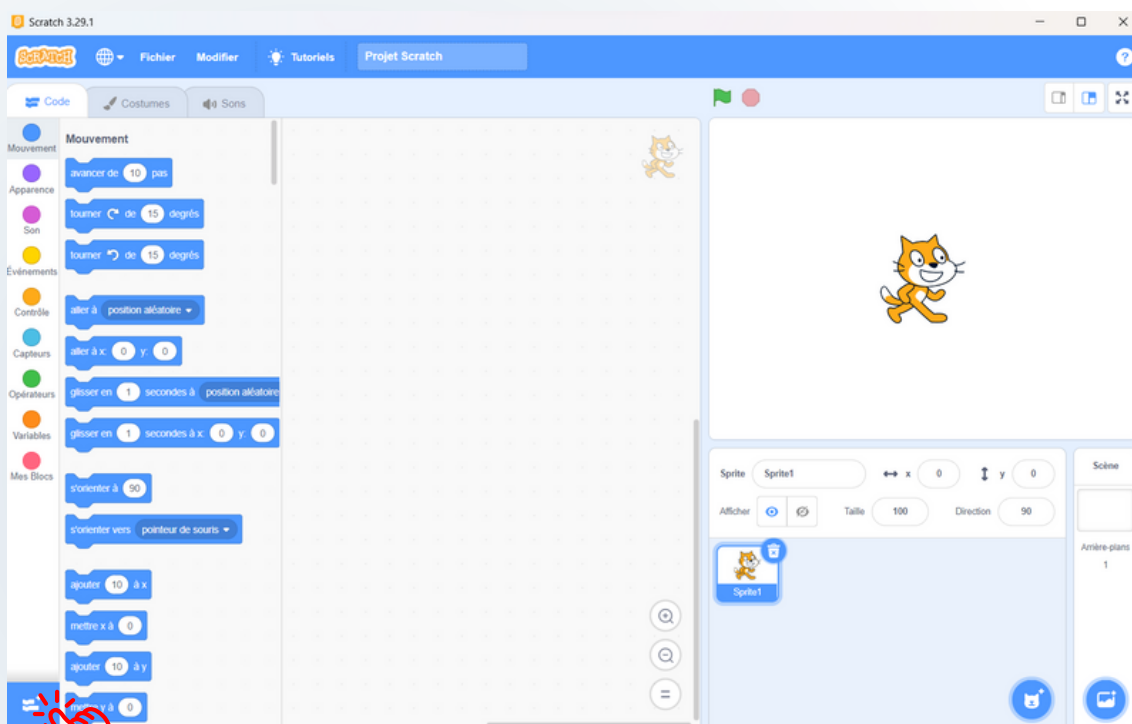 Scratch 3.29.1
SCRATCH Fichier Modifier Tutoriels Projet Scratch ?
Code Costumes Sons
Mouvement
Apparence
Son
Événements
Contrôle
Capteurs
Opérateurs
Variables
Mes Blocs
Mouvement
avancer de 10 pas
tourner de 15 degrés
tourner de 15 degrés
aller à position aléatoire
aller à x: 0 y: 0
glisser en 1 secondes à position aléatoire
glisser en 1 secondes à x: 0 y: 0
s'orienter à 90
s'orienter vers pointeur de souris
ajouter 10 à x
mettre x à 0
ajouter 10 à y
mettre y à 0
Sprite Sprite1 x 0 y 0
Afficher Taille 100 Direction 90
Sprite1
Scène
Arrière-plans
1